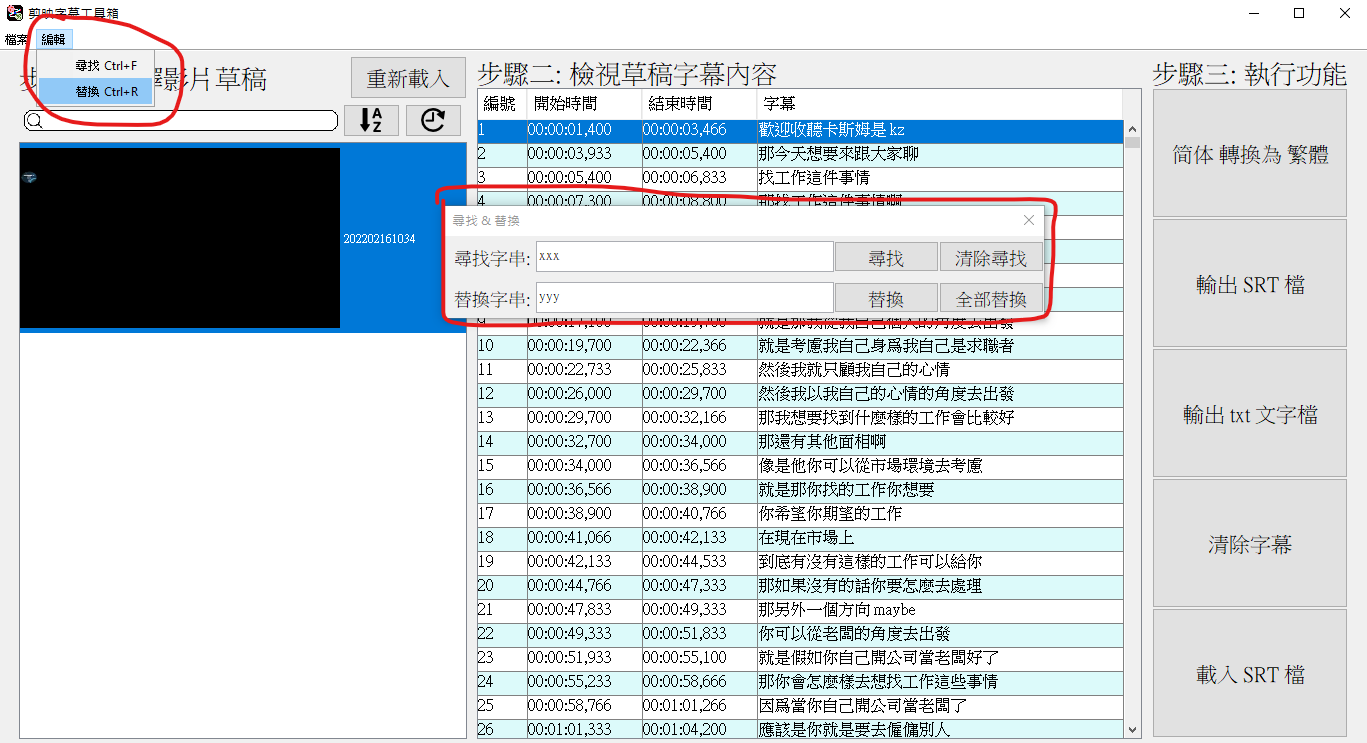 剪映字幕工具箱
檔案 編輯
尋找 Ctrl+F
替換 Ctrl+R
影片草稿
重新載入
202202161034
步驟二: 檢視草稿字幕內容
編號 開始時間 結束時間 字幕
1 00:00:01,400 00:00:03,466 歡迎收聽卡斯姆是 kz
2 00:00:03,933 00:00:05,400 那今天想要來跟大家聊
3 00:00:05,400 00:00:06,833 找工作這件事情
4 00:00:07,300 00:00:08,800 那找工作這件事情啊
尋找 & 替換
尋找字串: xxx 尋找 清除尋找
替換字串: yyy 替換 全部替換
10 00:00:19,700 00:00:22,366 就是考慮我自己身爲我自己是求職者
11 00:00:22,733 00:00:25,833 然後我就只顧我自己的心情
12 00:00:26,000 00:00:29,700 然後我以我自己的心情的角度去出發
13 00:00:29,700 00:00:32,166 那我想要找到什麼樣的工作會比較好
14 00:00:32,700 00:00:34,000 那還有其他面相啊
15 00:00:34,000 00:00:36,566 像是他你可以從市場環境去考慮
16 00:00:36,566 00:00:38,900 就是那你找的工作你想要
17 00:00:38,900 00:00:40,766 你希望你期望的工作
18 00:00:41,066 00:00:42,133 在現在市場上
19 00:00:42,133 00:00:44,533 到底有沒有這樣的工作可以給你
20 00:00:44,766 00:00:47,333 那如果沒有的話你要怎麼去處理
21 00:00:47,833 00:00:49,333 那另外一個方向 maybe
22 00:00:49,333 00:00:51,833 你可以從老闆的角度去出發
23 00:00:51,933 00:00:55,100 就是假如你自己開公司當老闆好了
24 00:00:55,233 00:00:58,666 那你會怎麼樣去想找工作這些事情
25 00:00:58,766 00:01:01,266 因爲當你自己開公司當老闆了
26 00:01:01,333 00:01:04,200 應該是你就是要去僱傭別人
步驟三: 執行功能
简体 轉換為 繁體
輸出 SRT 檔
輸出 txt 文字檔
清除字幕
載入 SRT 檔